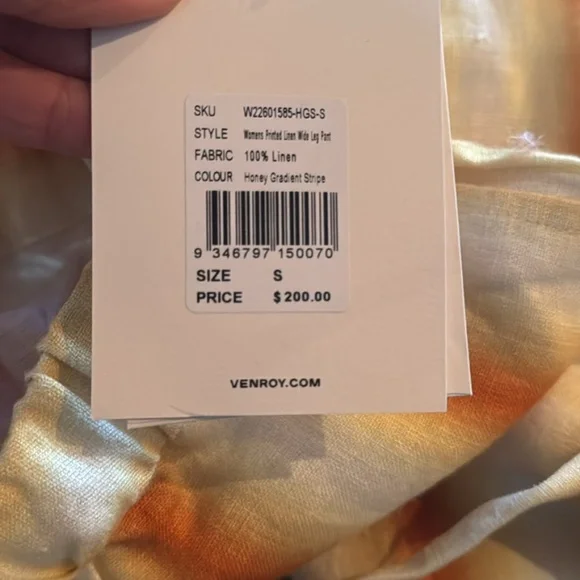 SKU W22601585-HGS-S
STYLE Womens Printed Linen Wide Leg Pant
FABRIC 100% Linen
COLOUR Honey Gradient Stripe
9 346797 150070
SIZE S
PRICE $200.00
VENROY.COM